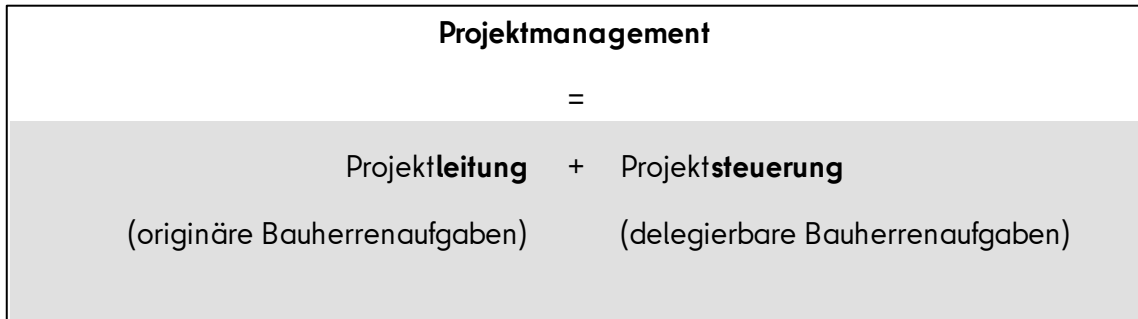 Projektmanagement
=
Projektleitung + Projektsteuerung
(originäre Bauherrenaufgaben) (delegierbare Bauherrenaufgaben)